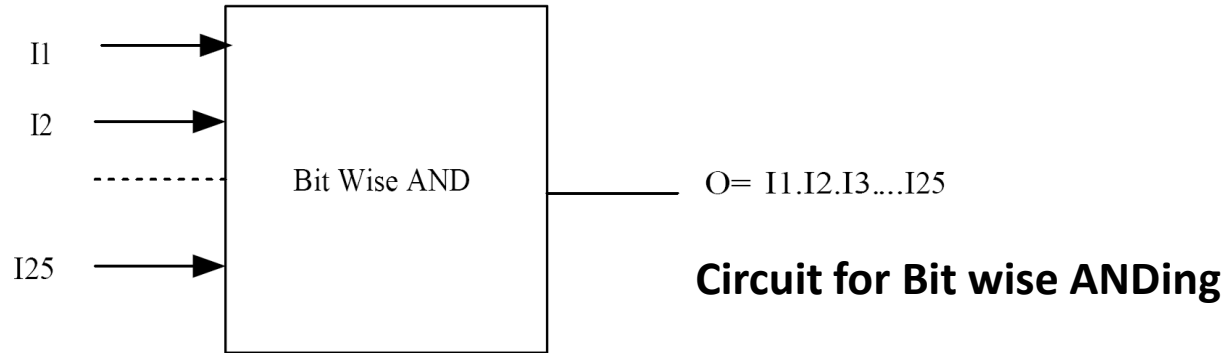 I1
I2
Bit Wise AND
O= I1.I2.I3....I25
I25
Circuit for Bit wise ANDing